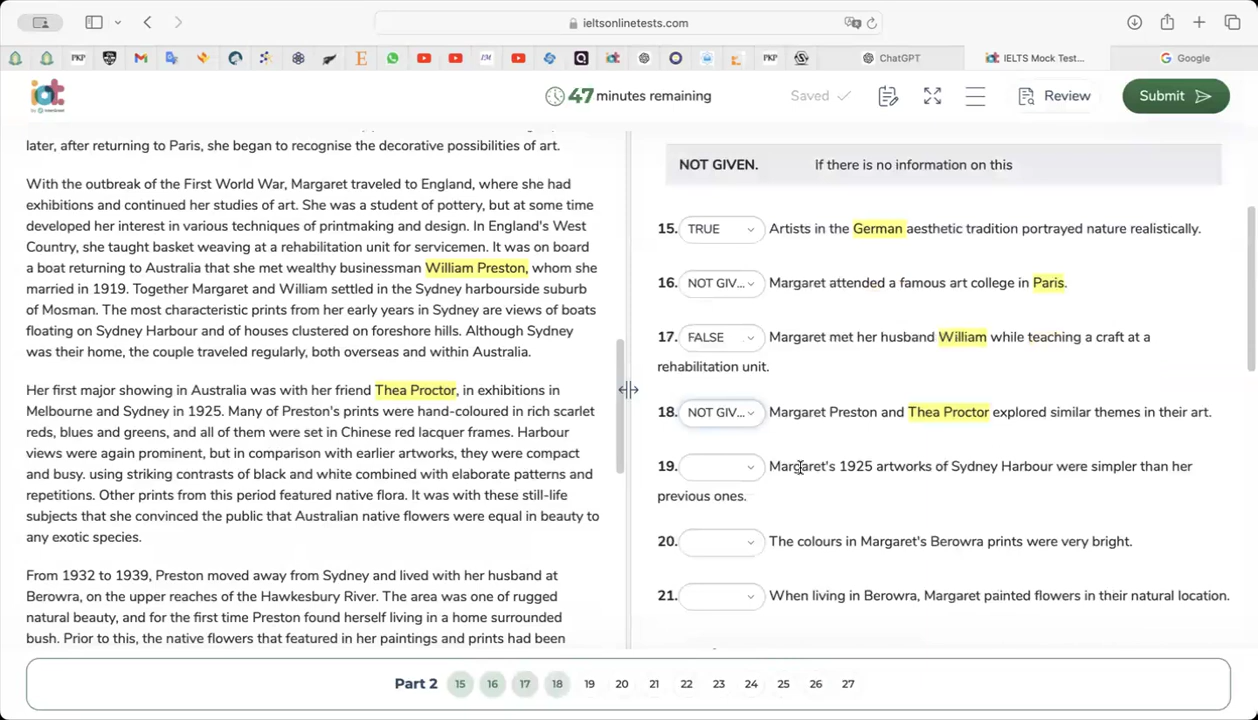 ieltsonlinetests.com
ChatGPT
IELTS Mock Test...
Google
iot
47 minutes remaining
Saved
Review
Submit
later, after returning to Paris, she began to recognise the decorative possibilities of art.
With the outbreak of the First World War, Margaret traveled to England, where she had
exhibitions and continued her studies of art. She was a student of pottery, but at some time
developed her interest in various techniques of printmaking and design. In England's West
Country, she taught basket weaving at a rehabilitation unit for servicemen. It was on board
a boat returning to Australia that she met wealthy businessman William Preston, whom she
married in 1919. Together Margaret and William settled in the Sydney harbourside suburb
of Mosman. The most characteristic prints from her early years in Sydney are views of boats
floating on Sydney Harbour and of houses clustered on foreshore hills. Although Sydney
was their home, the couple traveled regularly, both overseas and within Australia.
Her first major showing in Australia was with her friend Thea Proctor, in exhibitions in
Melbourne and Sydney in 1925. Many of Preston's prints were hand-coloured in rich scarlet
reds, blues and greens, and all of them were set in Chinese red lacquer frames. Harbour
views were again prominent, but in comparison with earlier artworks, they were compact
and busy. using striking contrasts of black and white combined with elaborate patterns and
repetitions. Other prints from this period featured native flora. It was with these still-life
subjects that she convinced the public that Australian native flowers were equal in beauty to
any exotic species.
From 1932 to 1939, Preston moved away from Sydney and lived with her husband at
Berowra, on the upper reaches of the Hawkesbury River. The area was one of rugged
natural beauty, and for the first time Preston found herself living in a home surrounded
bush. Prior to this, the native flowers that featured in her paintings and prints had been
NOT GIVEN. If there is no information on this
15. TRUE Artists in the German aesthetic tradition portrayed nature realistically.
16. NOT GIV... Margaret attended a famous art college in Paris.
17. FALSE Margaret met her husband William while teaching a craft at a
rehabilitation unit.
18. NOT GIV... Margaret Preston and Thea Proctor explored similar themes in their art.
19. Margaret's 1925 artworks of Sydney Harbour were simpler than her
previous ones.
20. The colours in Margaret's Berowra prints were very bright.
21. When living in Berowra, Margaret painted flowers in their natural location.
Part 2 15 16 17 18 19 20 21 22 23 24 25 26 27